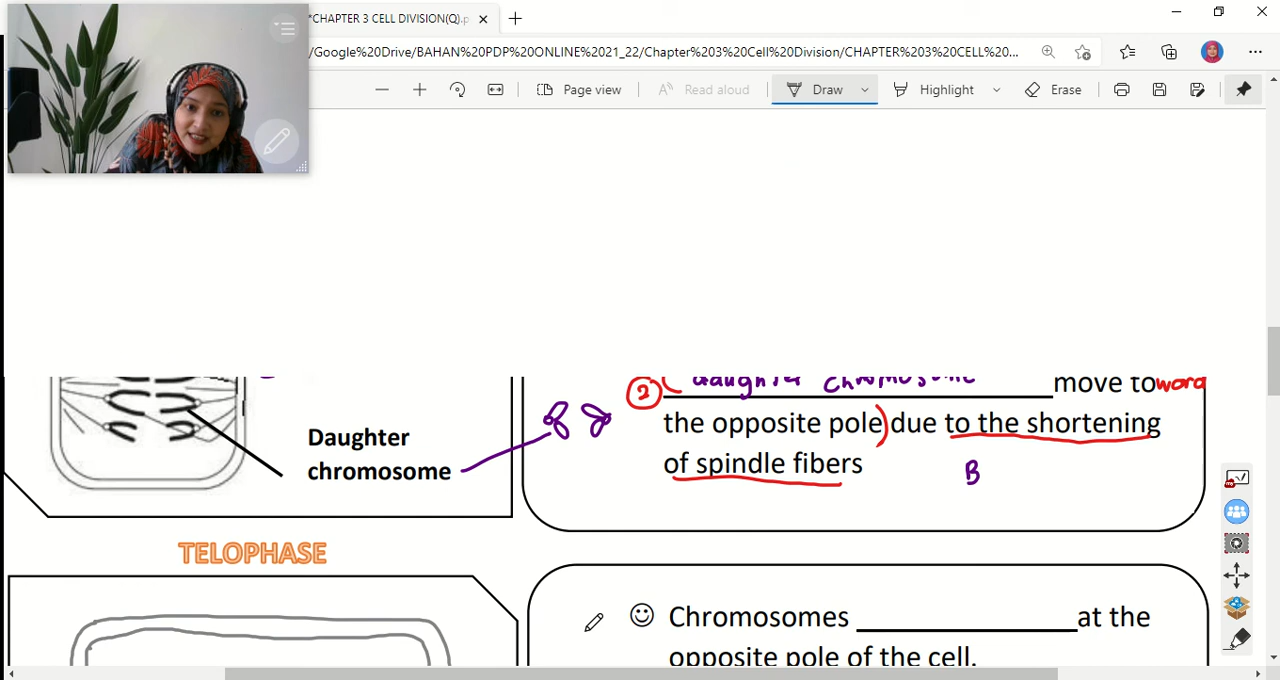 *CHAPTER 3 CELL DIVISION(Q).p
/Google%20Drive/BAHAN%20PDP%20ONLINE%2021_22/Chapter%203%20Cell%20Division/CHAPTER%203%20CELL%20...
Page view
Read aloud
Draw
Highlight
Erase
2 ( daughter chromosome move toward
the opposite pole) due to the shortening
of spindle fibers
B
Daughter
chromosome
TELOPHASE
Chromosomes ________ at the
opposite pole of the cell.